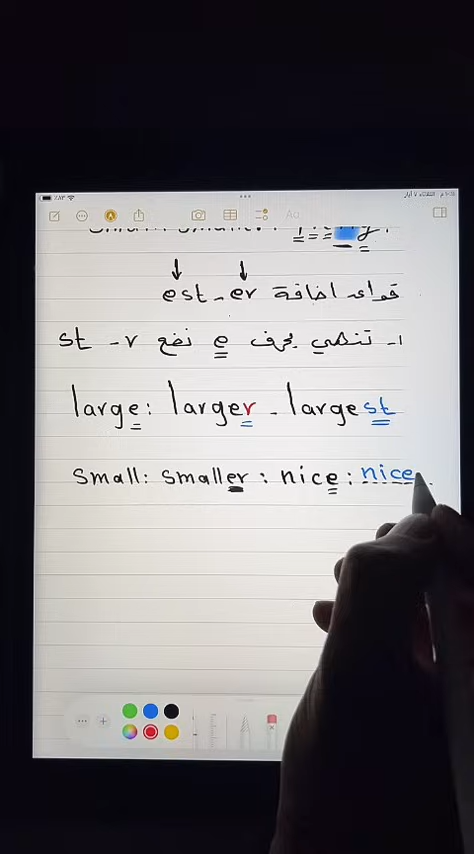 قواعد اضافة est - er
١- تنتهي بحرف e نضع st - r
large: larger - largest
Small: smaller : nice : nice